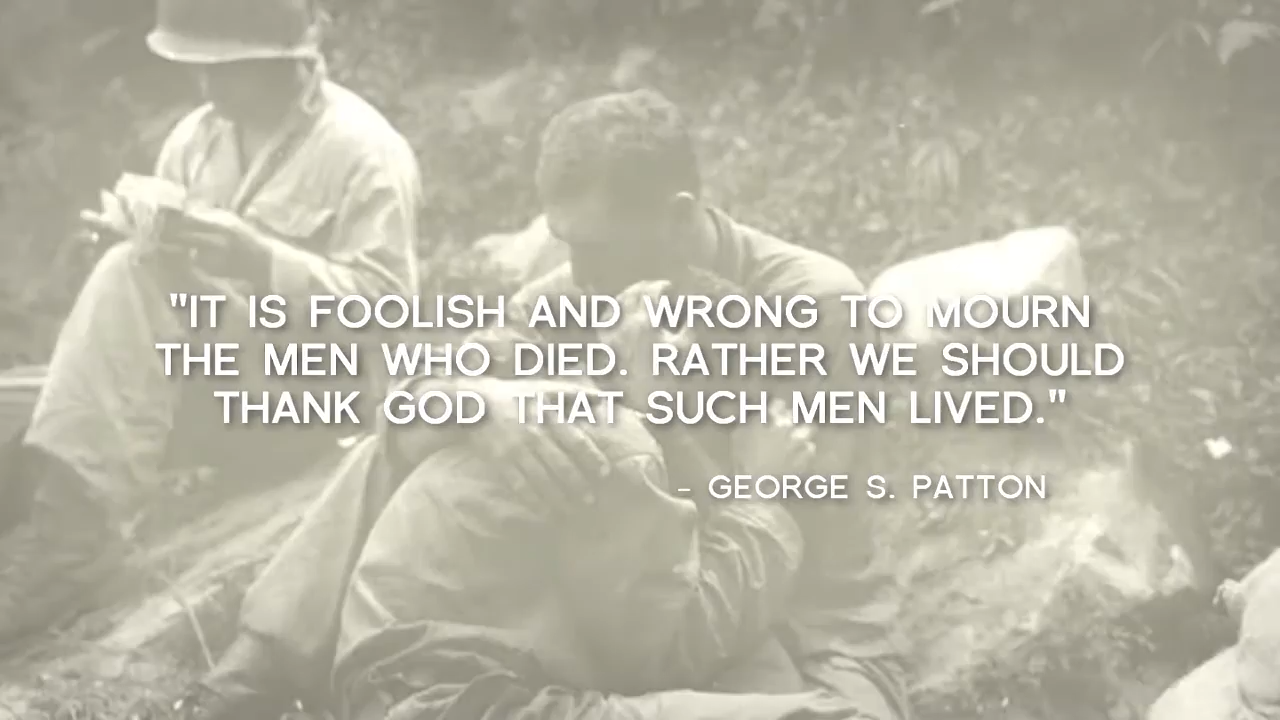 "IT IS FOOLISH AND WRONG TO MOURN
THE MEN WHO DIED. RATHER WE SHOULD
THANK GOD THAT SUCH MEN LIVED."
- GEORGE S. PATTON